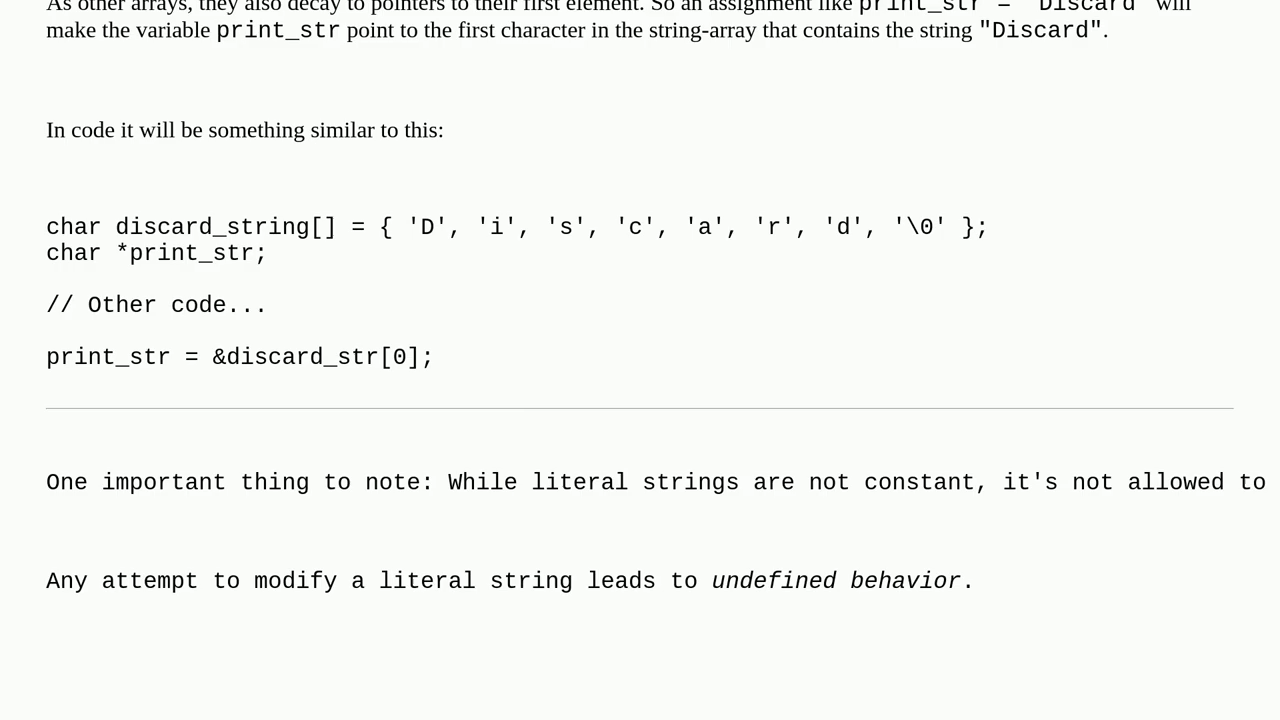 As other arrays, they also decay to pointers to their first element. So an assignment like print_str = "Discard" will
make the variable print_str point to the first character in the string-array that contains the string "Discard".
In code it will be something similar to this:
char discard_string[] = { 'D', 'i', 's', 'c', 'a', 'r', 'd', '\0' };
char *print_str;
// Other code...
print_str = &discard_str[0];
One important thing to note: While literal strings are not constant, it's not allowed to
Any attempt to modify a literal string leads to undefined behavior.